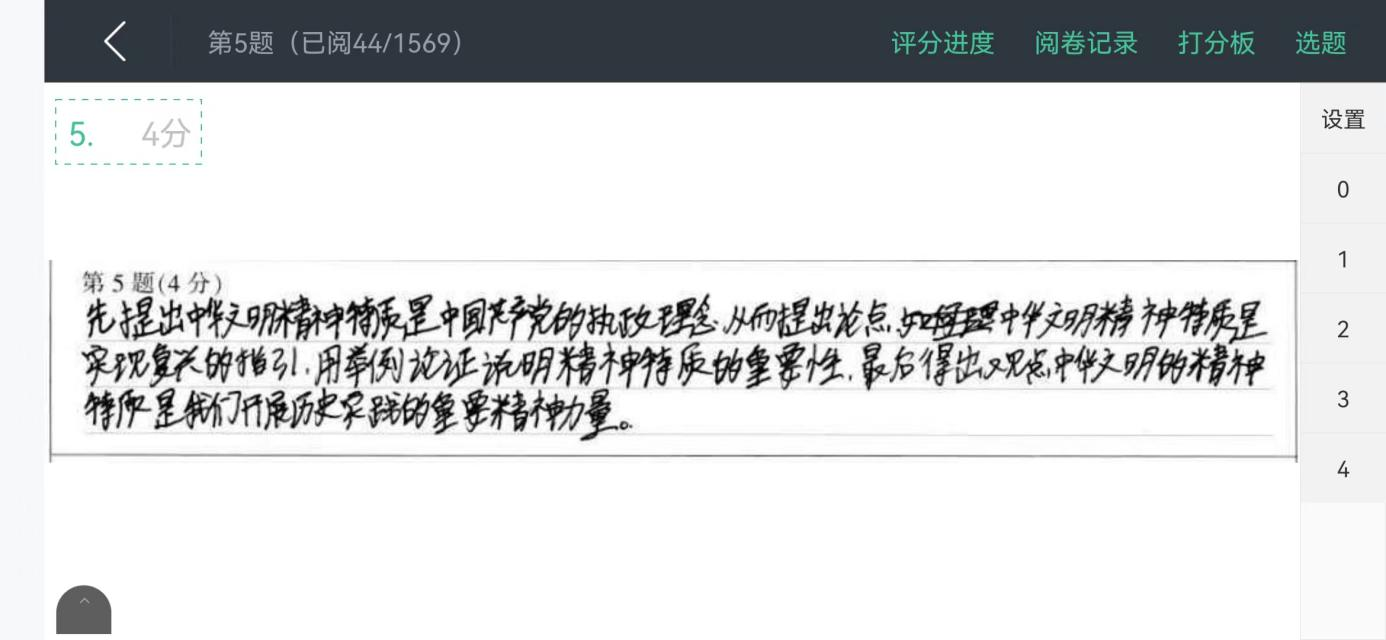 第5题（已阅44/1569）
评分进度
阅卷记录
打分板
选题
设置
5. 4分
0
1
2
3
4
第 5 题(4 分)
先提出中华文明精神特质是中国共产党的执政理念.从而提出论点 中华文明精神特质是
实现复兴的指引.用举例论证说明精神特质的重要性.最后得出观点中华文明的精神
特质是我们开展历史实践的重要精神力量。